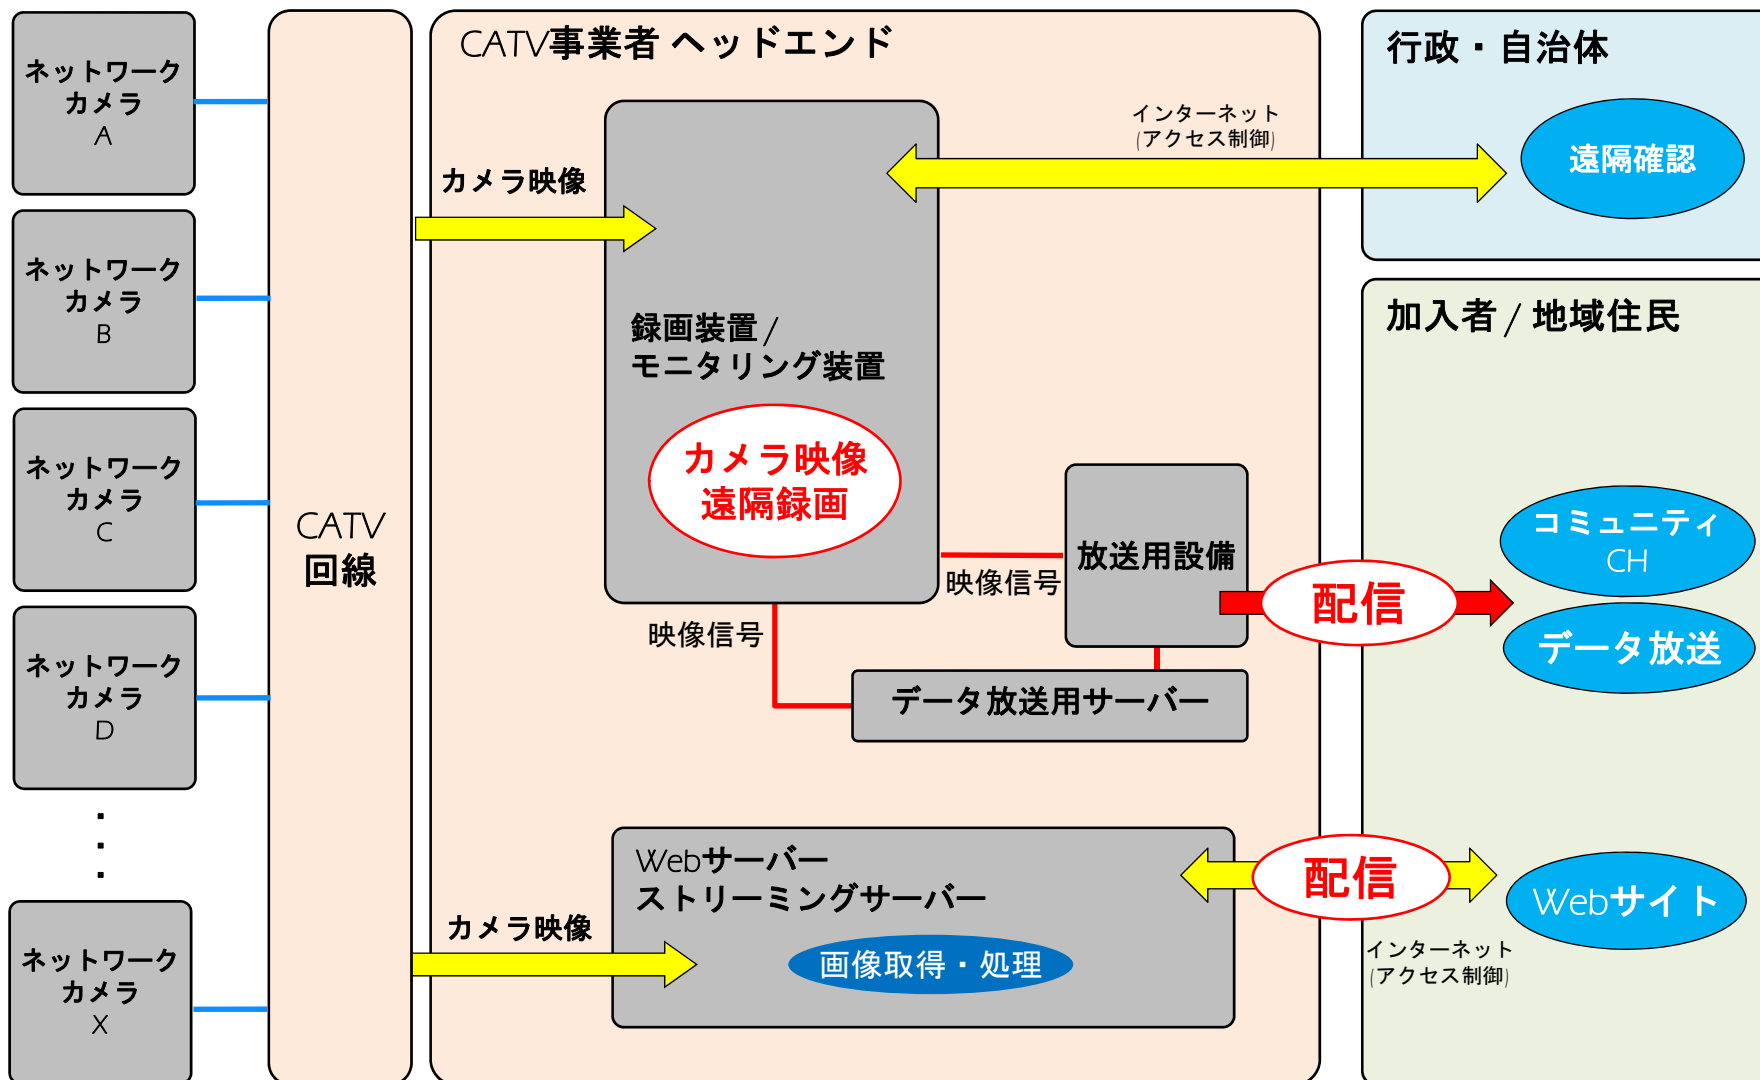 ネットワーク
カメラ
A
ネットワーク
カメラ
B
ネットワーク
カメラ
C
ネットワーク
カメラ
D
・
・
・
ネットワーク
カメラ
X
CATV
回線
CATV事業者 ヘッドエンド
カメラ映像
録画装置/
モニタリング装置
カメラ映像
遠隔録画
インターネット
(アクセス制御)
映像信号
映像信号
放送用設備
データ放送用サーバー
配信
カメラ映像
Webサーバー
ストリーミングサーバー
画像取得・処理
配信
行政・自治体
遠隔確認
加入者/地域住民
コミュニティ
CH
データ放送
Webサイト
インターネット
(アクセス制御)